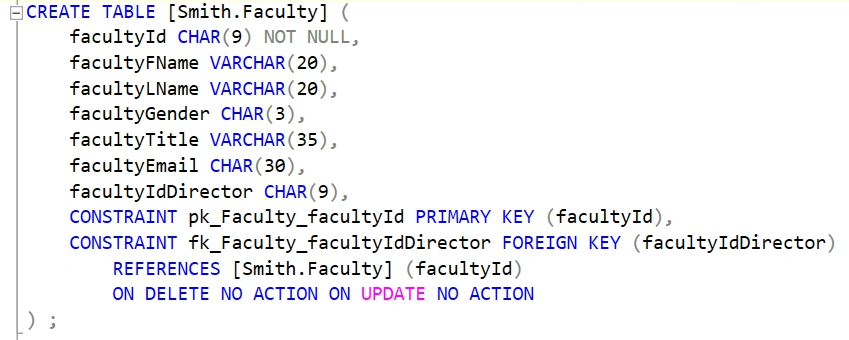 CREATE TABLE [Smith.Faculty] (
facultyId CHAR(9) NOT NULL,
facultyFName VARCHAR(20),
facultyLName VARCHAR(20),
facultyGender CHAR(3),
facultyTitle VARCHAR(35),
facultyEmail CHAR(30),
facultyIdDirector CHAR(9),
CONSTRAINT pk_Faculty_facultyId PRIMARY KEY (facultyId),
CONSTRAINT fk_Faculty_facultyIdDirector FOREIGN KEY (facultyIdDirector)
REFERENCES [Smith.Faculty] (facultyId)
ON DELETE NO ACTION ON UPDATE NO ACTION
) ;